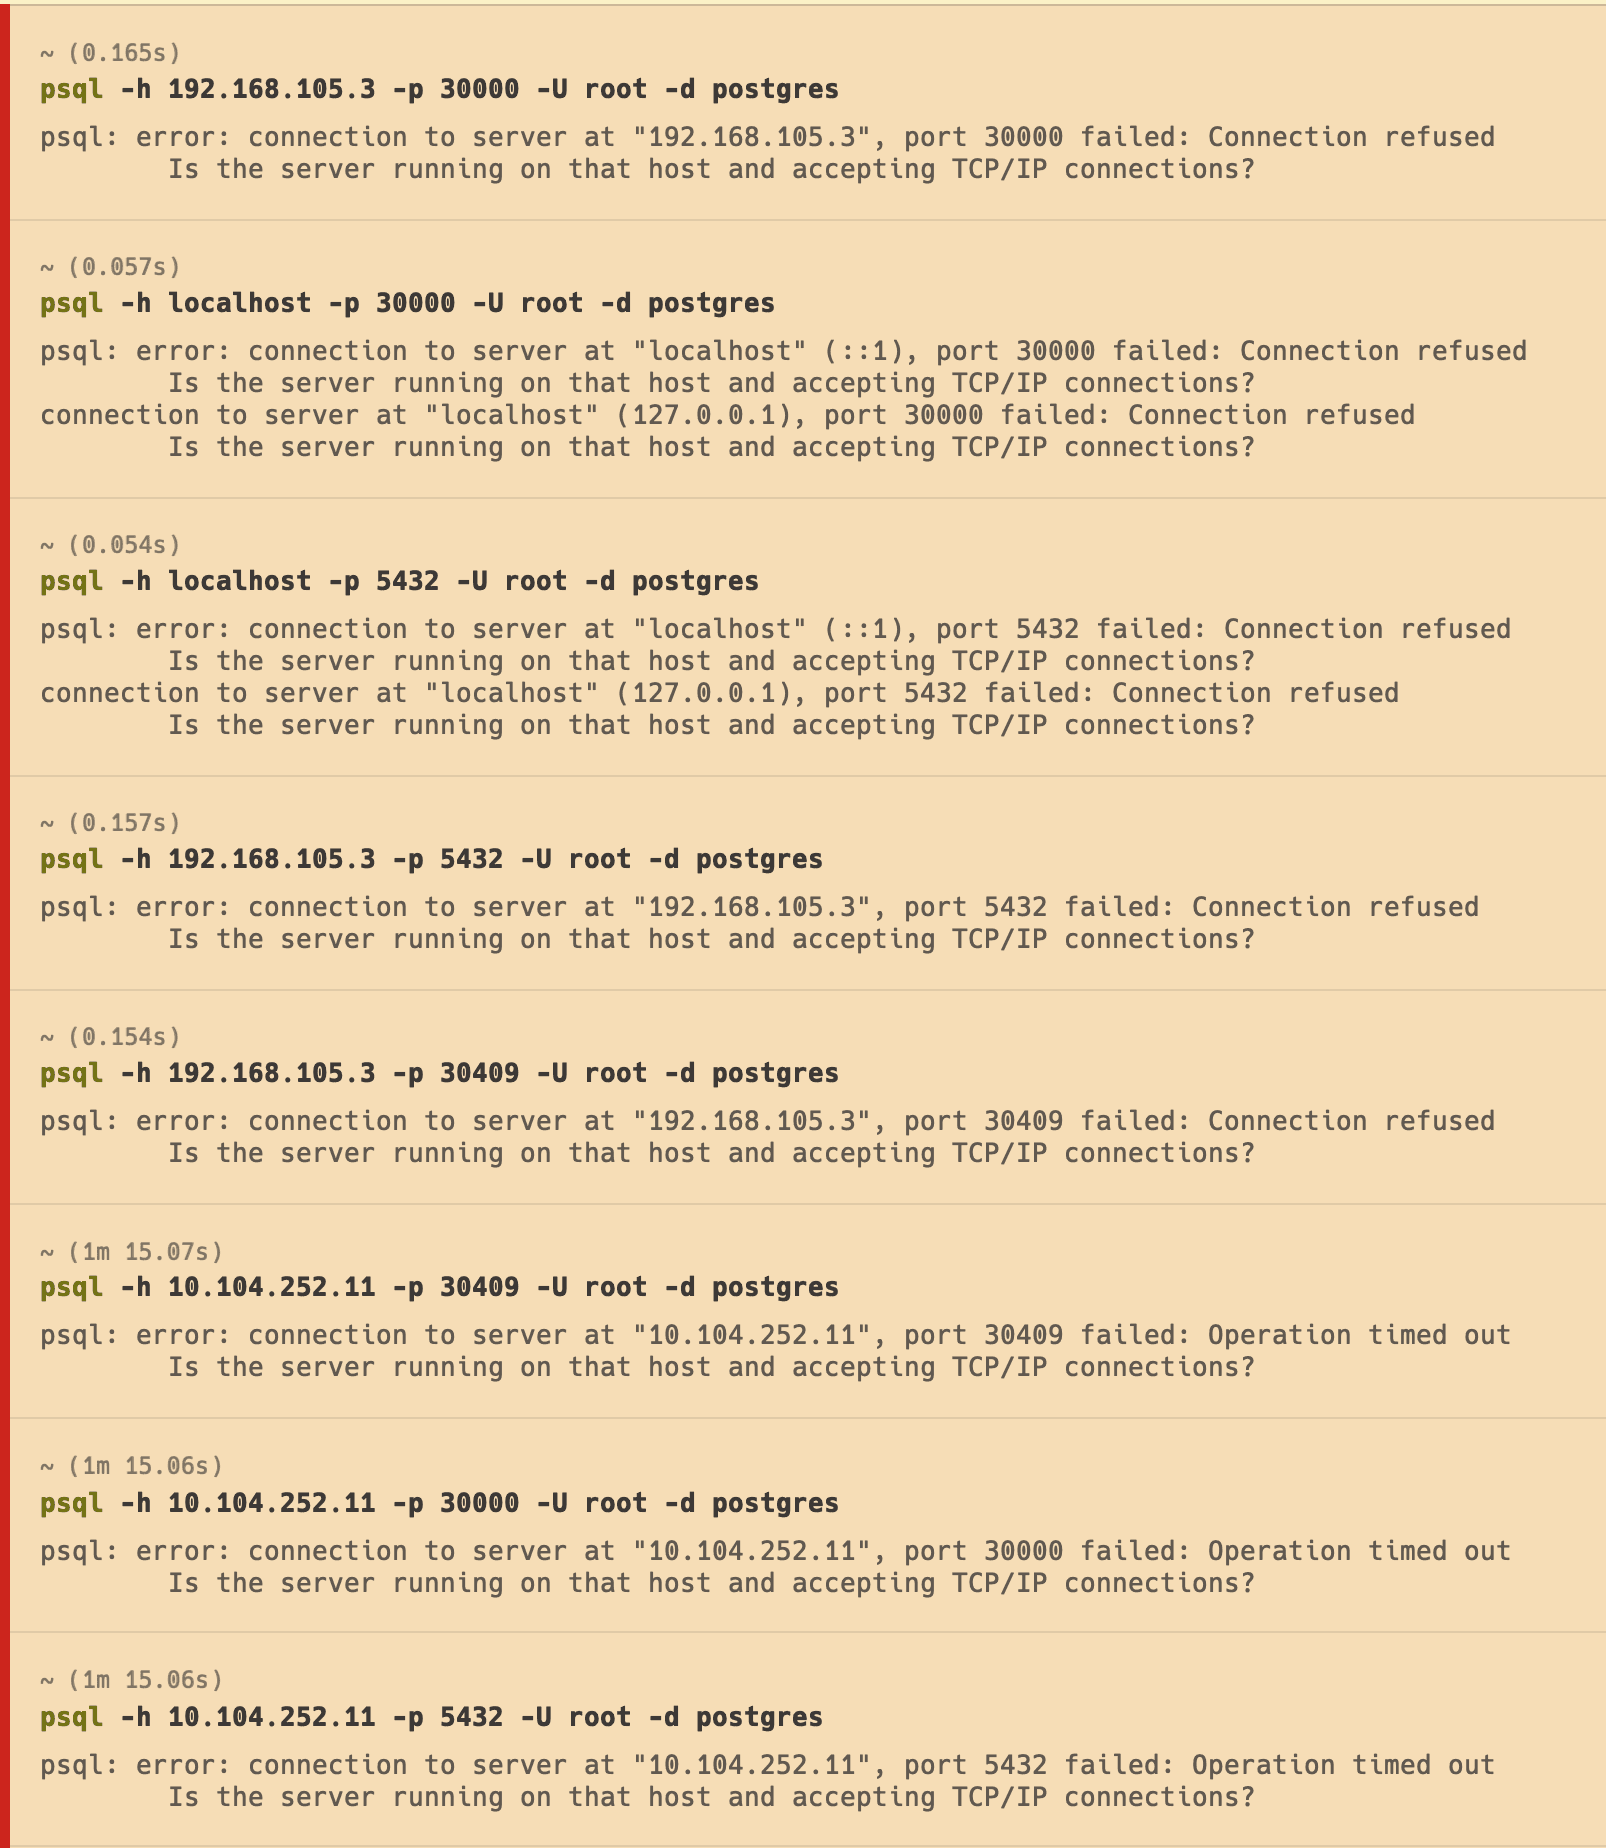 ~ (0.165s)
psql -h 192.168.105.3 -p 30000 -U root -d postgres
psql: error: connection to server at "192.168.105.3", port 30000 failed: Connection refused
        Is the server running on that host and accepting TCP/IP connections?
~ (0.057s)
psql -h localhost -p 30000 -U root -d postgres
psql: error: connection to server at "localhost" (::1), port 30000 failed: Connection refused
        Is the server running on that host and accepting TCP/IP connections?
connection to server at "localhost" (127.0.0.1), port 30000 failed: Connection refused
        Is the server running on that host and accepting TCP/IP connections?
~ (0.054s)
psql -h localhost -p 5432 -U root -d postgres
psql: error: connection to server at "localhost" (::1), port 5432 failed: Connection refused
        Is the server running on that host and accepting TCP/IP connections?
connection to server at "localhost" (127.0.0.1), port 5432 failed: Connection refused
        Is the server running on that host and accepting TCP/IP connections?
~ (0.157s)
psql -h 192.168.105.3 -p 5432 -U root -d postgres
psql: error: connection to server at "192.168.105.3", port 5432 failed: Connection refused
        Is the server running on that host and accepting TCP/IP connections?
~ (0.154s)
psql -h 192.168.105.3 -p 30409 -U root -d postgres
psql: error: connection to server at "192.168.105.3", port 30409 failed: Connection refused
        Is the server running on that host and accepting TCP/IP connections?
~ (1m 15.07s)
psql -h 10.104.252.11 -p 30409 -U root -d postgres
psql: error: connection to server at "10.104.252.11", port 30409 failed: Operation timed out
        Is the server running on that host and accepting TCP/IP connections?
~ (1m 15.06s)
psql -h 10.104.252.11 -p 30000 -U root -d postgres
psql: error: connection to server at "10.104.252.11", port 30000 failed: Operation timed out
        Is the server running on that host and accepting TCP/IP connections?
~ (1m 15.06s)
psql -h 10.104.252.11 -p 5432 -U root -d postgres
psql: error: connection to server at "10.104.252.11", port 5432 failed: Operation timed out
        Is the server running on that host and accepting TCP/IP connections?